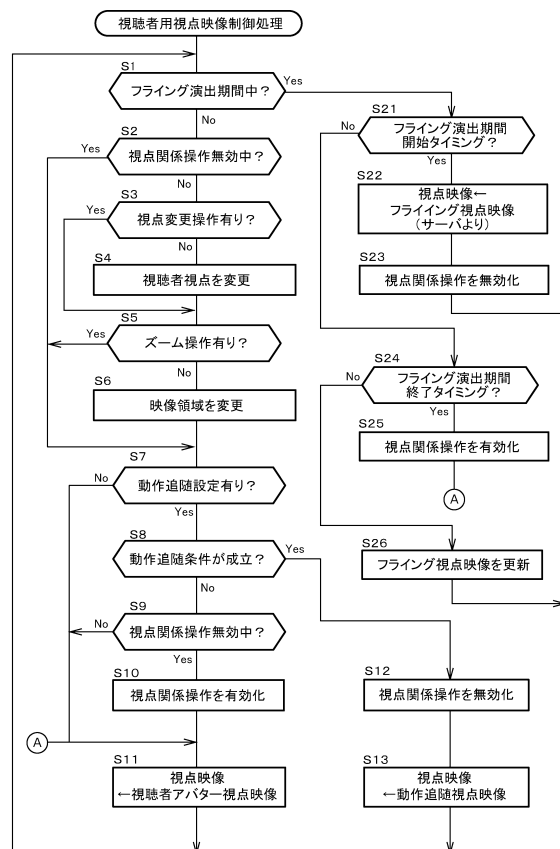 視聴者用視点映像制御処理
S1
フライング演出期間中？
Yes
No
S2
Yes
視点関係操作無効中？
No
S3
Yes
視点変更操作有り？
No
S4
視聴者視点を変更
S5
Yes
ズーム操作有り？
No
S6
映像領域を変更
S7
No
動作追随設定有り？
Yes
S8
動作追随条件が成立？
Yes
No
S9
No
視点関係操作無効中？
Yes
S10
視点関係操作を有効化
A
S11
視点映像
←視聴者アバター視点映像
S21
No
フライング演出期間
開始タイミング？
Yes
S22
視点映像←
フライイング視点映像
（サーバより）
S23
視点関係操作を無効化
S24
No
フライング演出期間
終了タイミング？
Yes
S25
視点関係操作を有効化
A
S26
フライング視点映像を更新
S12
視点関係操作を無効化
S13
視点映像
←動作追随視点映像